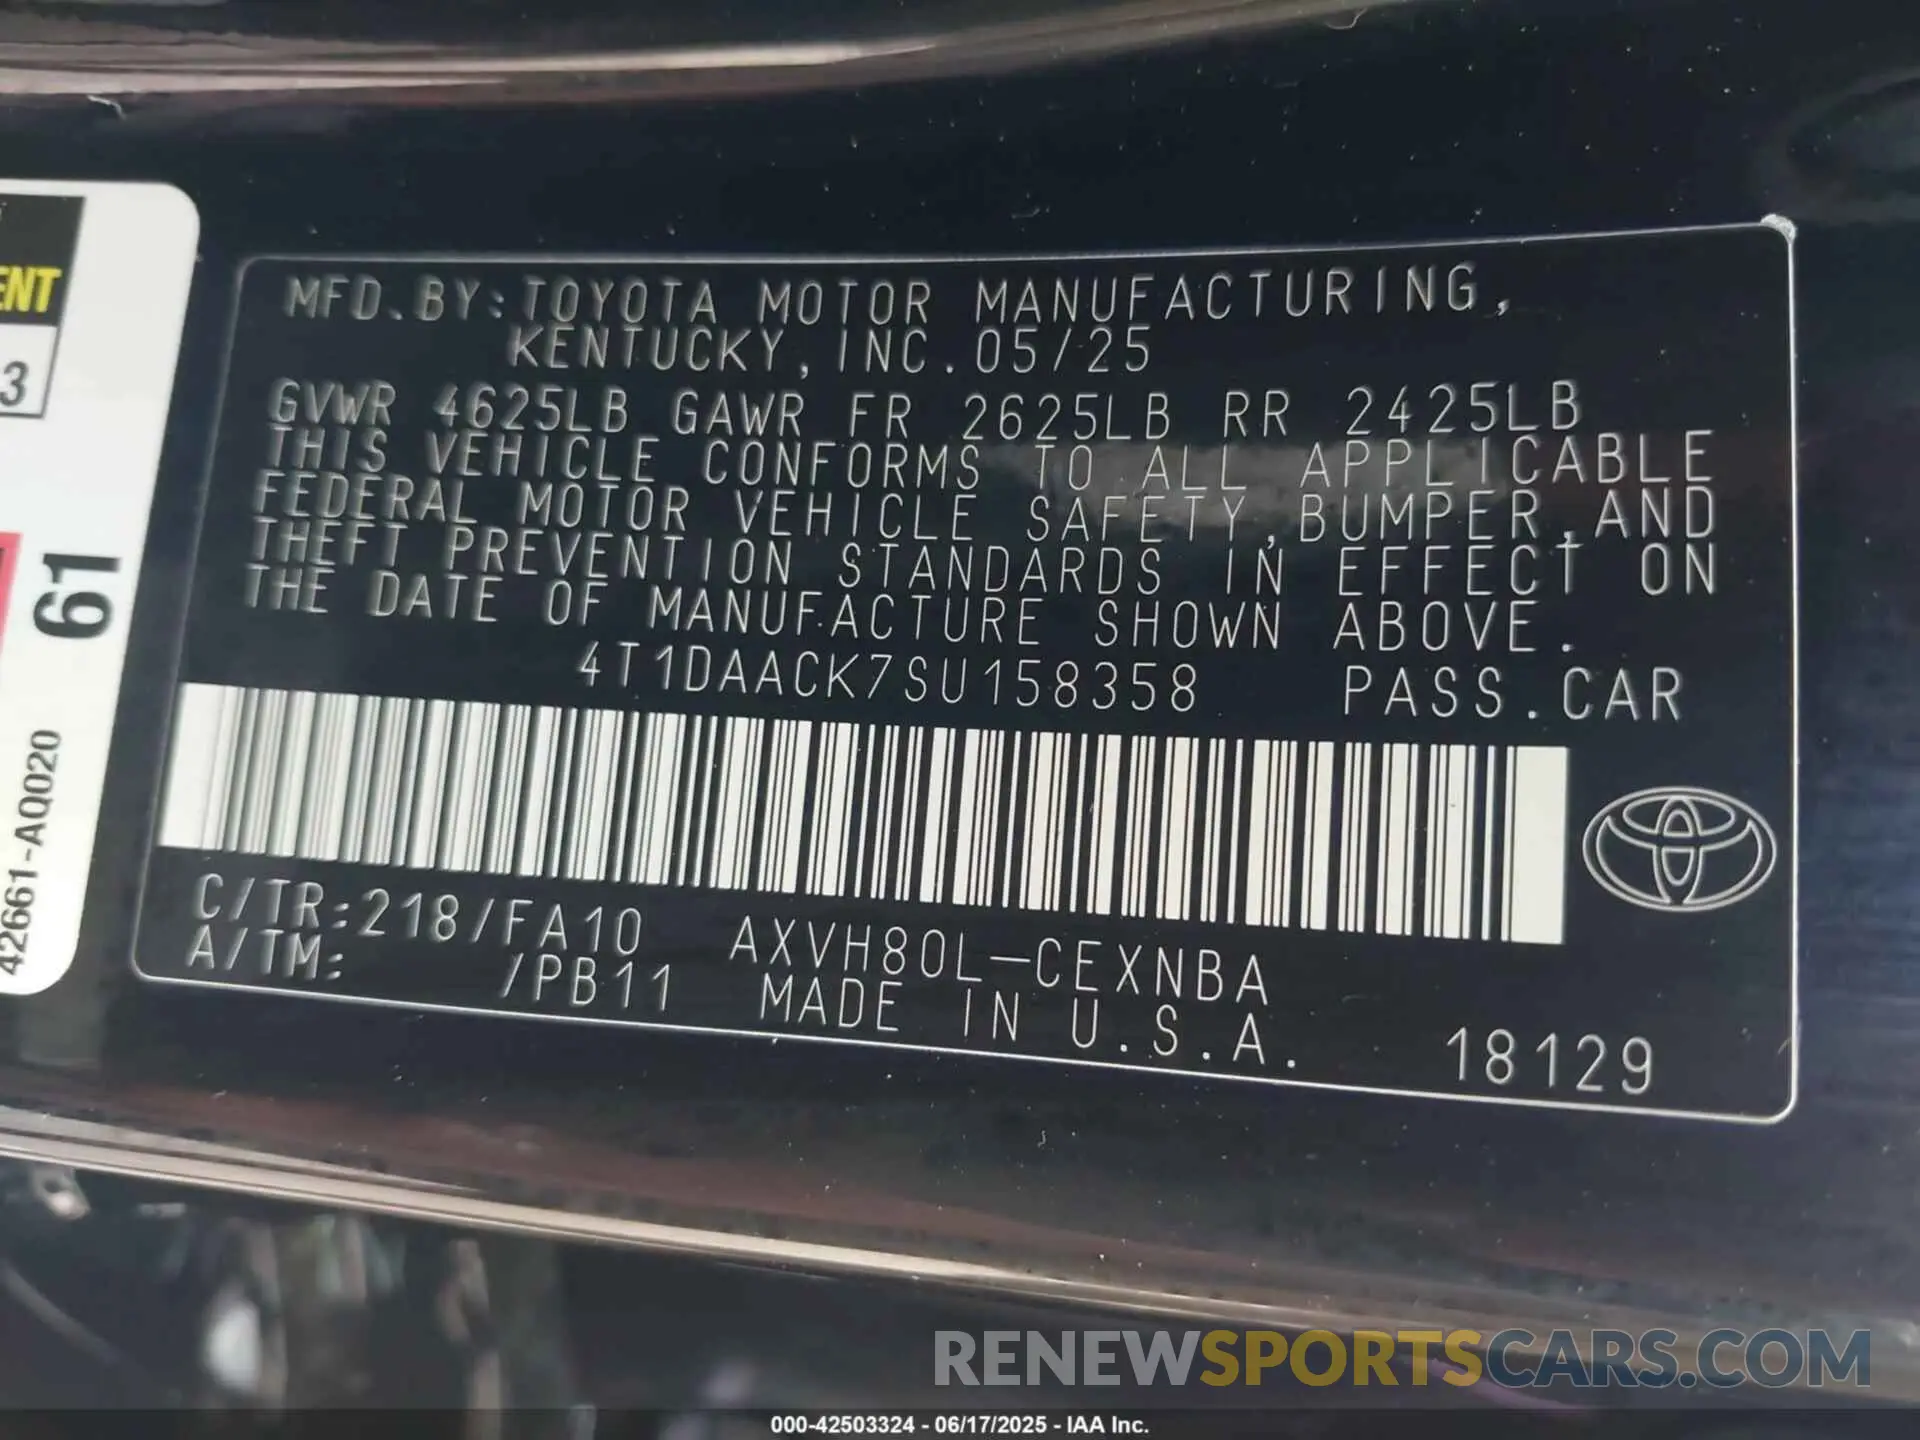 MFD.BY:TOYOTA MOTOR MANUFACTURING,
KENTUCKY,INC.05/25
GVWR 4625LB GAWR FR 2625LB RR 2425LB
THIS VEHICLE CONFORMS TO ALL APPLICABLE
FEDERAL MOTOR VEHICLE SAFETY,BUMPER,AND
THEFT PREVENTION STANDARDS IN EFFECT ON
THE DATE OF MANUFACTURE SHOWN ABOVE.
4T1DAACK7SU158358 PASS.CAR
C/TR:218/FA10 AXVH80L-CEXNBA
A/TM: /PB11 MADE IN U.S.A. 18129
ENT
3
61
42661-AQ020
RENEWSPORTSCARS.COM
000-42503324 - 06/17/2025 - IAA Inc.